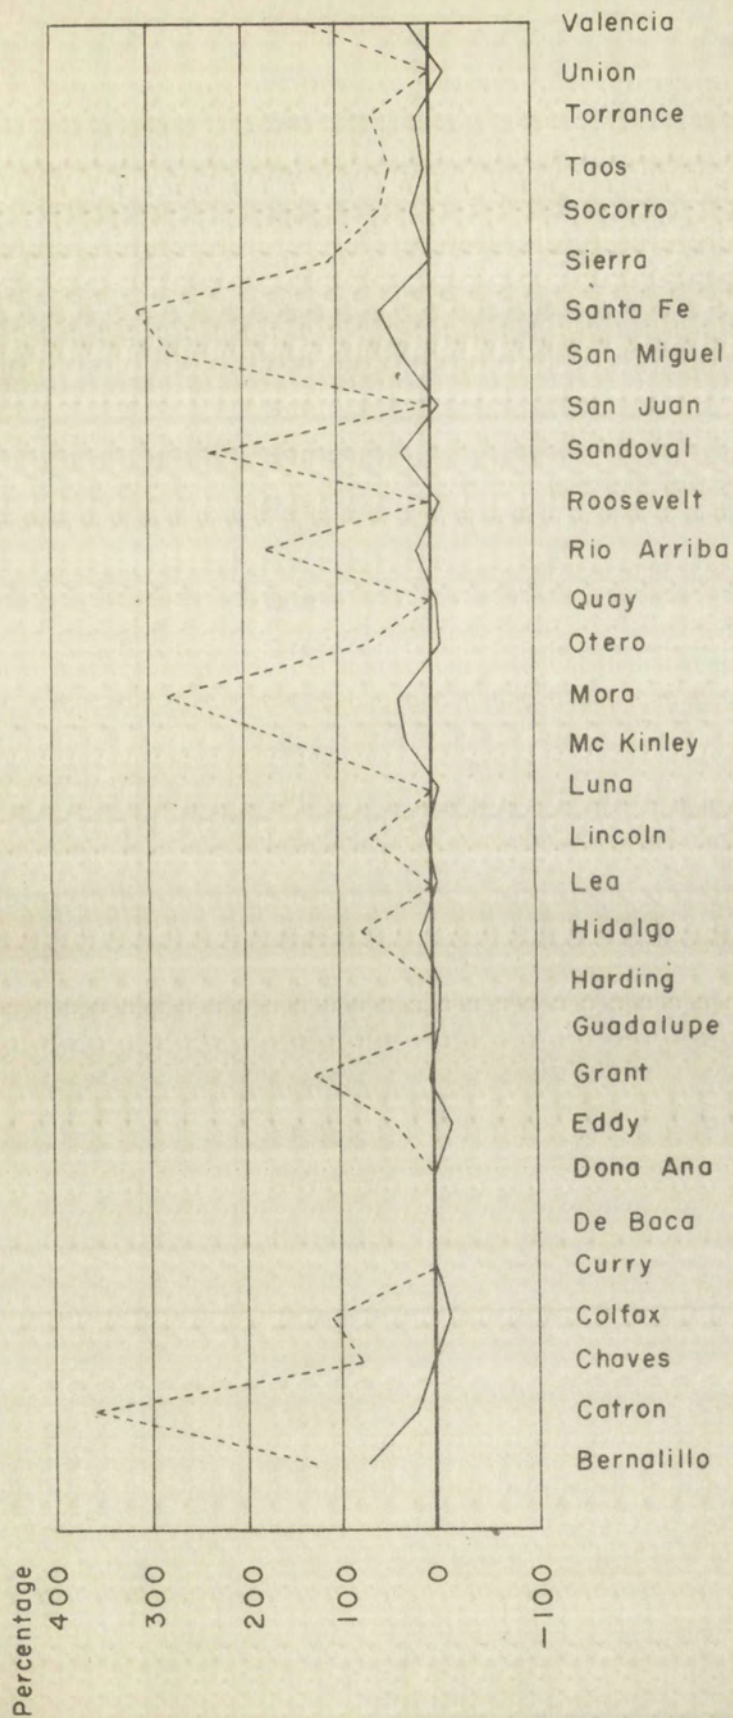 Valencia
Union
Torrance
Taos
Socorro
Sierra
Santa Fe
San Miguel
San Juan
Sandoval
Roosevelt
Rio Arriba
Quay
Otero
Mora
Mc Kinley
Luna
Lincoln
Lea
Hidalgo
Harding
Guadalupe
Grant
Eddy
Dona Ana
De Baca
Curry
Colfax
Chaves
Catron
Bernalillo
Percentage
400
300
200
100
0
-100